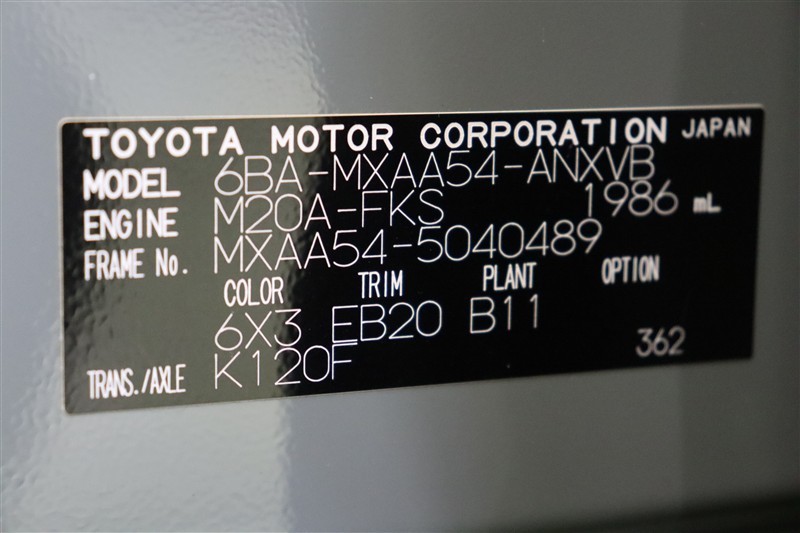 TOYOTA MOTOR CORPORATION JAPAN
MODEL 6BA-MXAA54-ANXVB
ENGINE M20A-FKS 1986 mL
FRAME No. MXAA54-5040489
COLOR TRIM PLANT OPTION
6X3 EB20 B11
TRANS./AXLE K120F 362